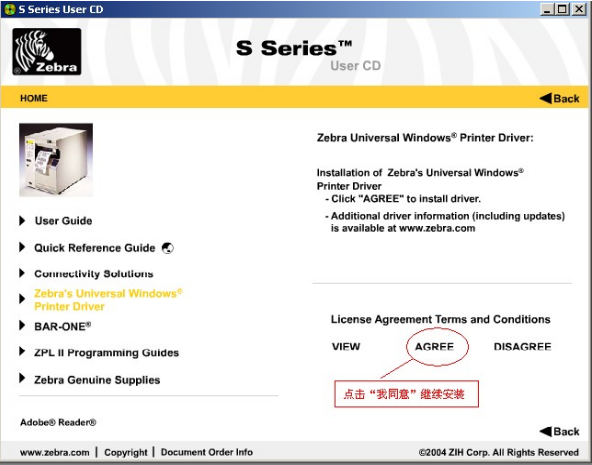 S Series User CD
Zebra
S Series™
User CD
HOME
Back
Zebra Universal Windows® Printer Driver:
Installation of Zebra's Universal Windows®
Printer Driver
- Click "AGREE" to install driver.
- Additional driver information (including updates)
is available at www.zebra.com
User Guide
Quick Reference Guide
Connectivity Solutions
Zebra's Universal Windows®
Printer Driver
BAR-ONE®
ZPL II Programming Guides
Zebra Genuine Supplies
License Agreement Terms and Conditions
VIEW AGREE DISAGREE
点击“我同意”继续安装
Adobe® Reader®
Back
www.zebra.com | Copyright | Document Order Info
©2004 ZIH Corp. All Rights Reserved